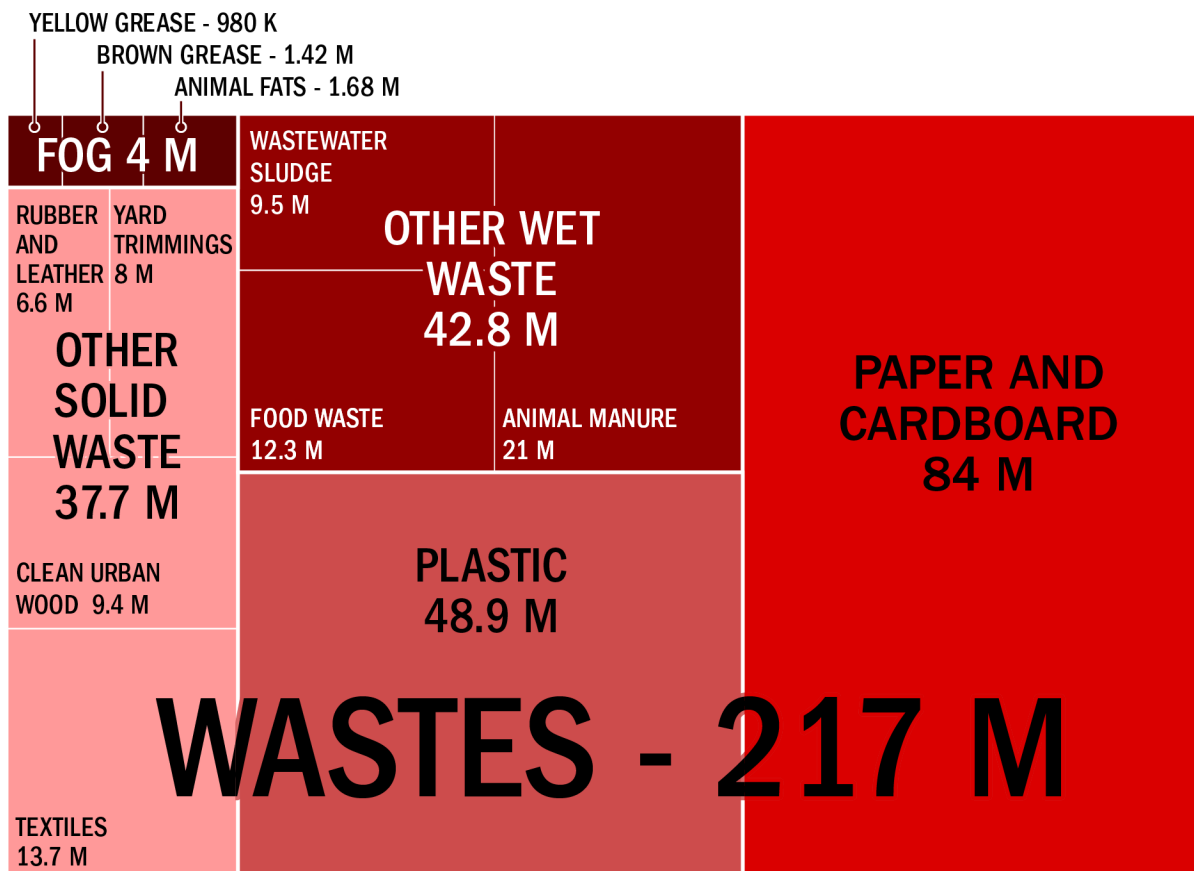 YELLOW GREASE - 980 K
BROWN GREASE - 1.42 M
ANIMAL FATS - 1.68 M
FOG 4 M
RUBBER
AND
LEATHER
6.6 M
YARD
TRIMMINGS
8 M
OTHER
SOLID
WASTE
37.7 M
CLEAN URBAN
WOOD 9.4 M
TEXTILES
13.7 M
WASTEWATER
SLUDGE
9.5 M
OTHER WET
WASTE
42.8 M
FOOD WASTE
12.3 M
ANIMAL MANURE
21 M
PLASTIC
48.9 M
PAPER AND
CARDBOARD
84 M
WASTES - 217 M